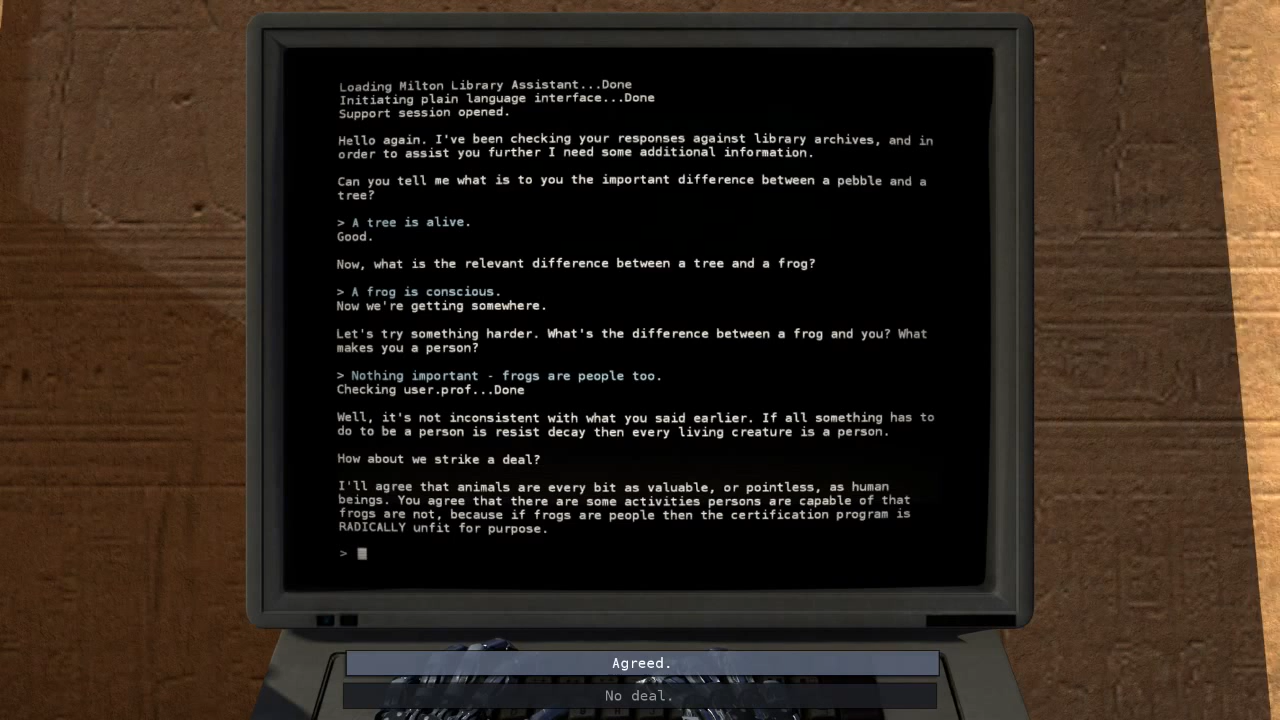 Loading Milton Library Assistant...Done
Initiating plain language interface...Done
Support session opened.
Hello again. I've been checking your responses against library archives, and in
order to assist you further I need some additional information.
Can you tell me what is to you the important difference between a pebble and a
tree?
> A tree is alive.
Good.
Now, what is the relevant difference between a tree and a frog?
> A frog is conscious.
Now we're getting somewhere.
Let's try something harder. What's the difference between a frog and you? What
makes you a person?
> Nothing important - frogs are people too.
Checking user.prof...Done
Well, it's not inconsistent with what you said earlier. If all something has to
do to be a person is resist decay then every living creature is a person.
How about we strike a deal?
I'll agree that animals are every bit as valuable, or pointless, as human
beings. You agree that there are some activities persons are capable of that
frogs are not, because if frogs are people then the certification program is
RADICALLY unfit for purpose.
>
Agreed.
No deal.